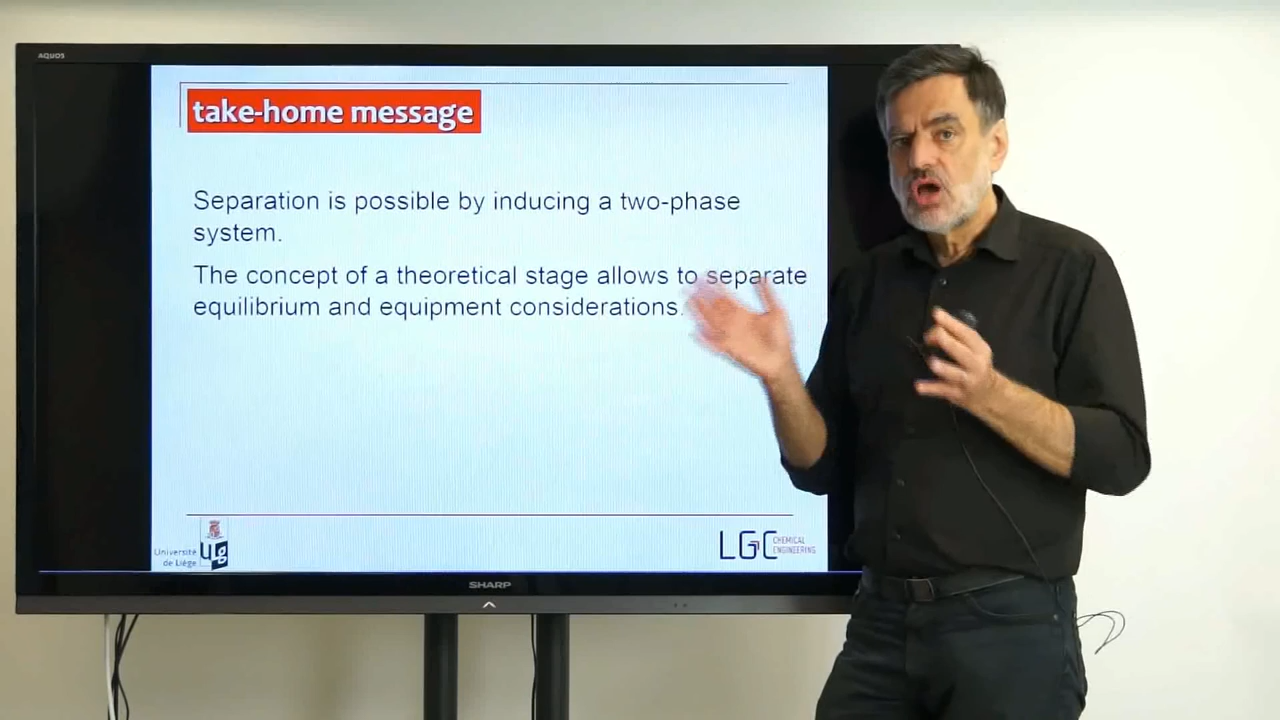 AQUOS
take-home message
Separation is possible by inducing a two-phase
system.
The concept of a theoretical stage allows to separate
equilibrium and equipment considerations.
Université
de Liège
ULg
LGC
CHEMICAL
ENGINEERING
SHARP